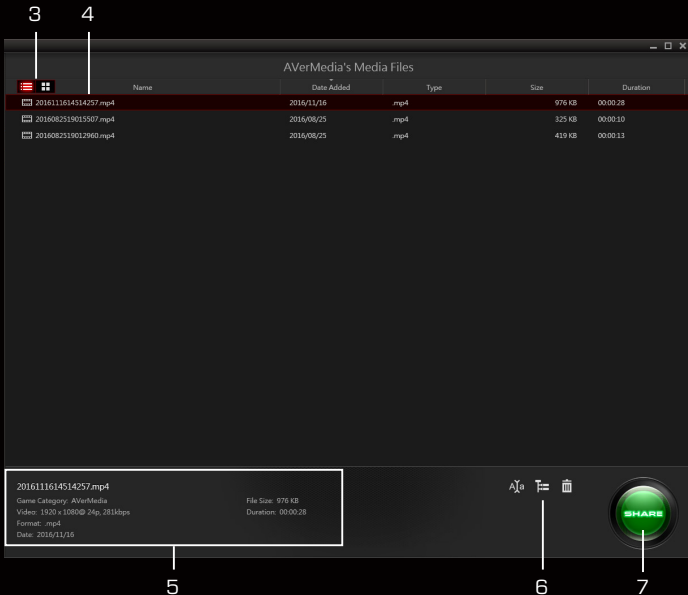 3 4
AVerMedia's Media Files
Name Date Added Type Size Duration
2016111614514257.mp4 2016/11/16 .mp4 976 KB 00:00:28
2016082519015507.mp4 2016/08/25 .mp4 325 KB 00:00:10
2016082519012960.mp4 2016/08/25 .mp4 419 KB 00:00:13
2016111614514257.mp4
Game Category: AVerMedia File Size: 976 KB
Video: 1920 x 1080@ 24p, 281kbps Duration: 00:00:28
Format: .mp4
Date: 2016/11/16
A a
SHARE
5 6 7